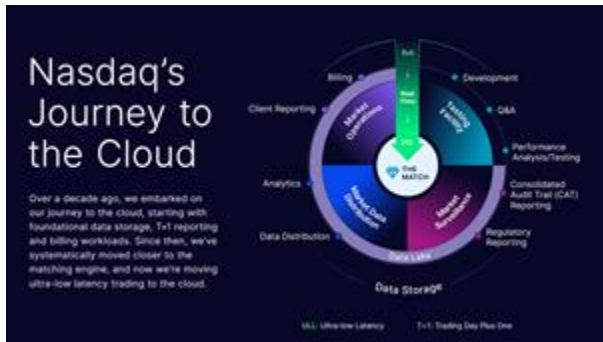 Nasdaq's
Journey to
the Cloud
Over a decade ago, we embarked on
our journey to the cloud, starting with
foundational data storage, T+1 reporting
and billing workloads. Since then, we've
systematically moved closer to the
matching engine, and now we're moving
ultra-low latency trading to the cloud.
Billing
Client Reporting
Analytics
Data Distribution
Market
Operations
Testing
Facility
Market Data
Distribution
Market
Surveillance
THE
MATCH
Real
Time
Development
Q&A
Performance
Analysis/Testing
Consolidated
Audit Trail (CAT)
Reporting
Regulatory
Reporting
Data Lake
Data Storage
ULL: Ultra-low Latency
T+1: Trading Day Plus One